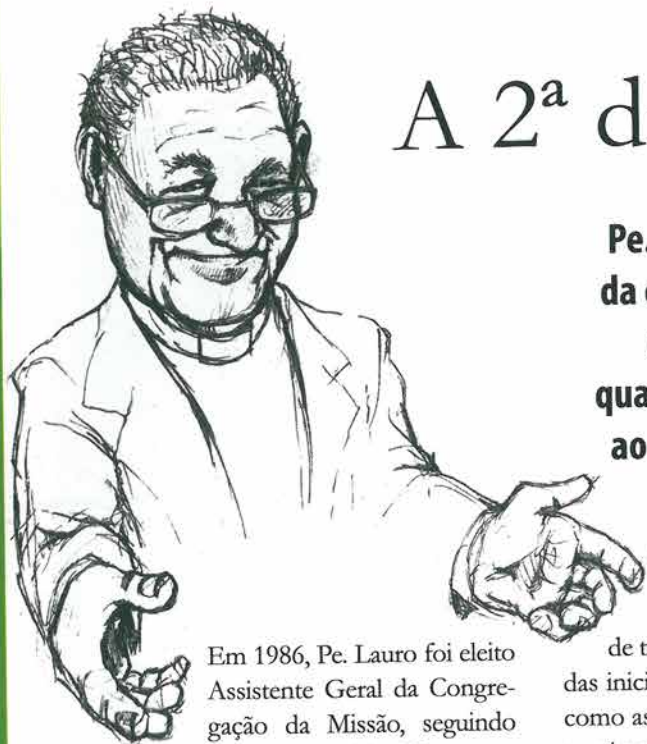 A 2ª d
Pe.
da
qua
ao
Em 1986, Pe. Lauro foi eleito
Assistente Geral da Congre-
gação da Missão, seguindo
de t
das inici
como as